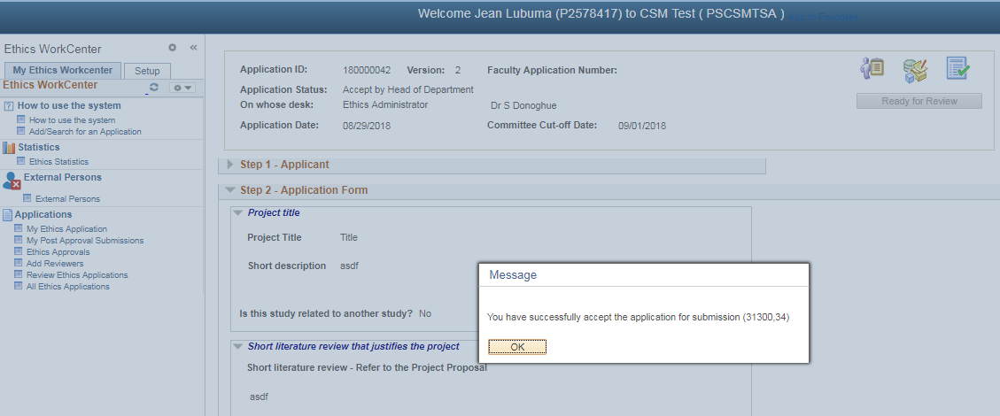 Welcome Jean Lubuma (P2578417) to CSM Test ( PSCSMTSA )
Add to Favorites
Ethics WorkCenter
«
My Ethics Workcenter
Setup
Ethics WorkCenter
How to use the system
How to use the system
Add/Search for an Application
Statistics
Ethics Statistics
External Persons
External Persons
Applications
My Ethics Application
My Post Approval Submissions
Ethics Approvals
Add Reviewers
Review Ethics Applications
All Ethics Applications
Application ID: 180000042 Version: 2 Faculty Application Number:
Application Status: Accept by Head of Department
On whose desk: Ethics Administrator Dr S Donoghue
Application Date: 08/29/2018 Committee Cut-off Date: 09/01/2018
Ready for Review
Step 1 - Applicant
Step 2 - Application Form
Project title
Project Title Title
Short description asdf
Is this study related to another study? No
Short literature review that justifies the project
Short literature review - Refer to the Project Proposal
asdf
Message
You have successfully accept the application for submission (31300,34)
OK